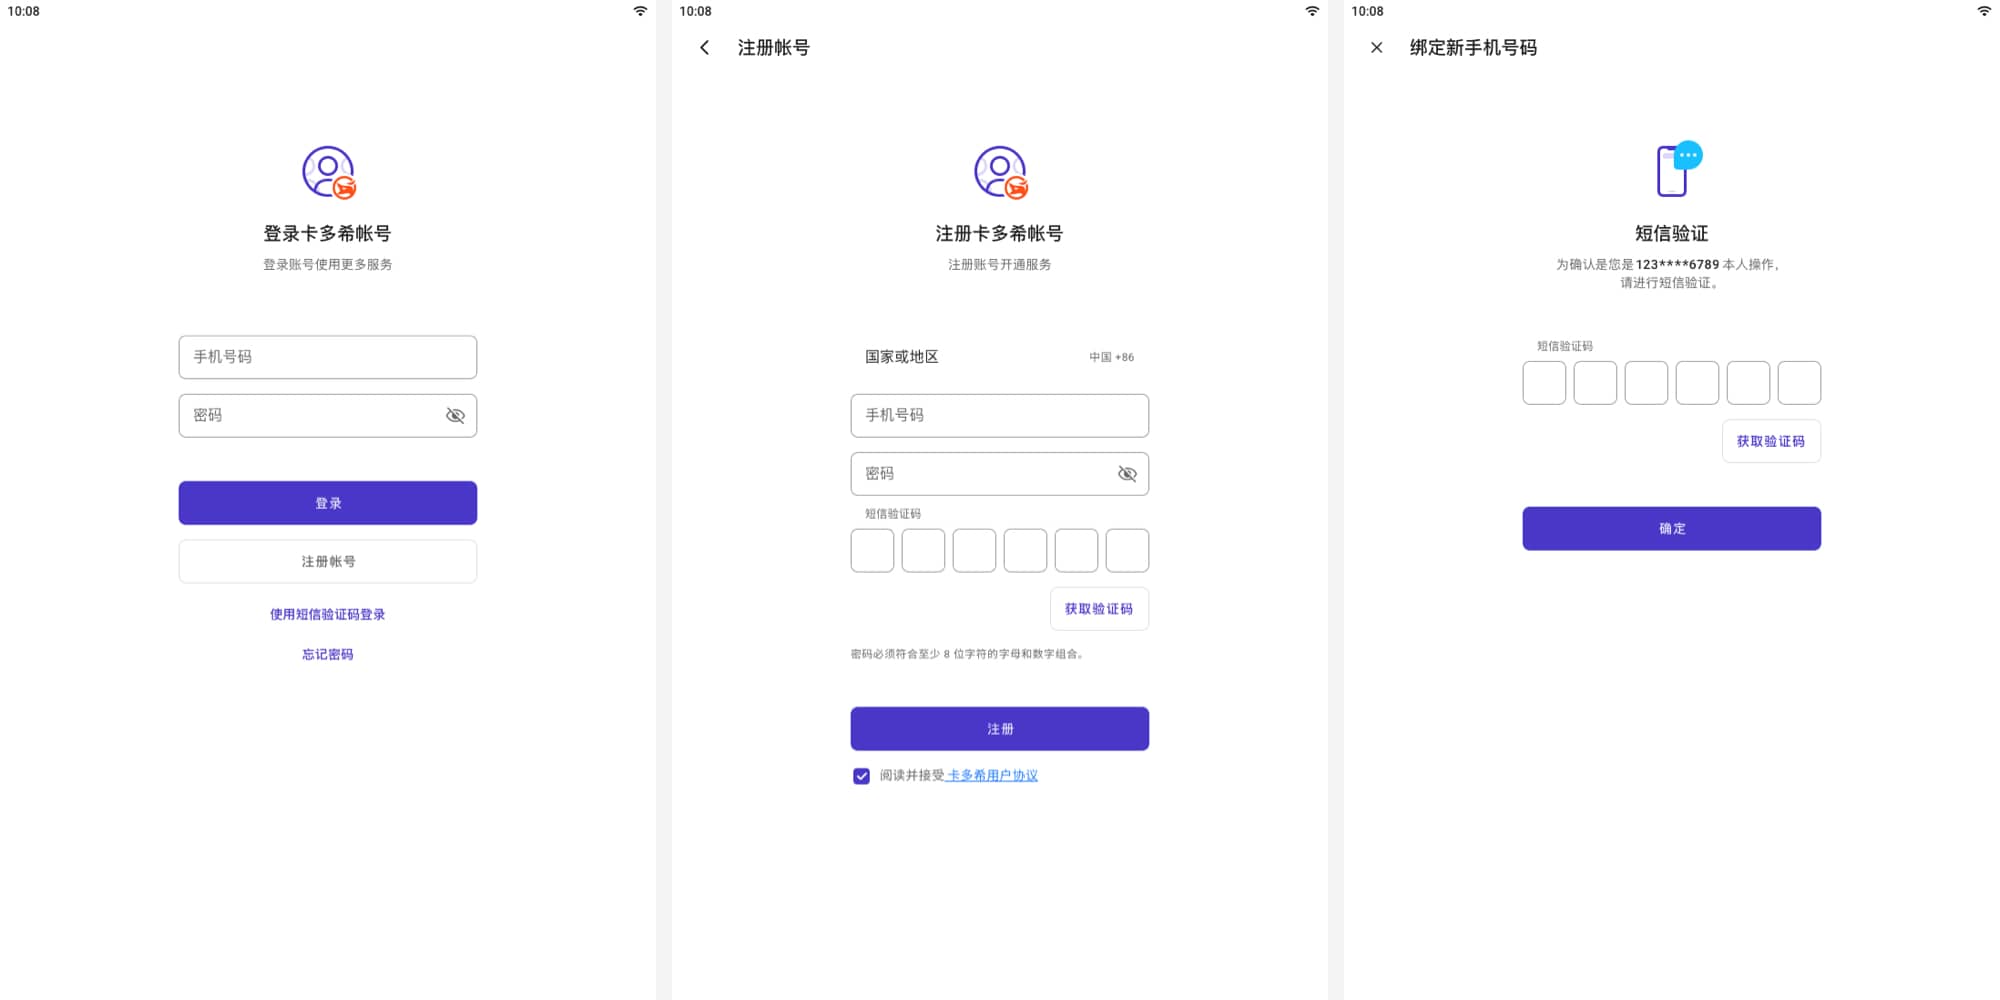 10:08
登录卡多希帐号
登录账号使用更多服务
手机号码
密码
登录
注册帐号
使用短信验证码登录
忘记密码
10:08
注册帐号
注册卡多希帐号
注册账号开通服务
国家或地区 中国 +86
手机号码
密码
短信验证码
获取验证码
密码必须符合至少 8 位字符的字母和数字组合。
注册
阅读并接受 卡多希用户协议
10:08
绑定新手机号码
短信验证
为确认是您是 123****6789 本人操作，
请进行短信验证。
短信验证码
获取验证码
确定